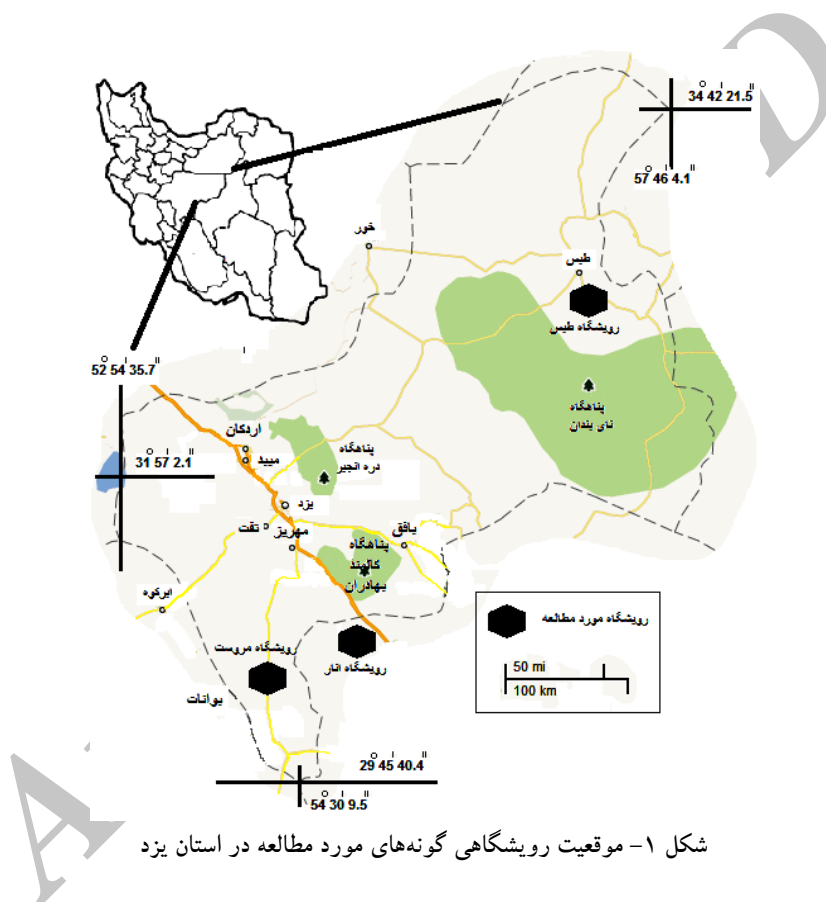 34 42 21.5"
57 46 4.1"
خور
طبس
رویشگاه طبس
52 54 35.7"
پناهگاه
نای بندان
اردکان
پناهگاه
دره انجیر
میبد
31 57 2.1"
یزد
تفت
مهریز
بافق
پناهگاه
کالمند
بهادران
ابرکوه
رویشگاه مورد مطالعه
رویشگاه مروست
رویشگاه انار
50 mi
100 km
بوانات
29 45 40.4"
54 30 9.5"
شکل ۱- موقعیت رویشگاهی گونه‌های مورد مطالعه در استان یزد